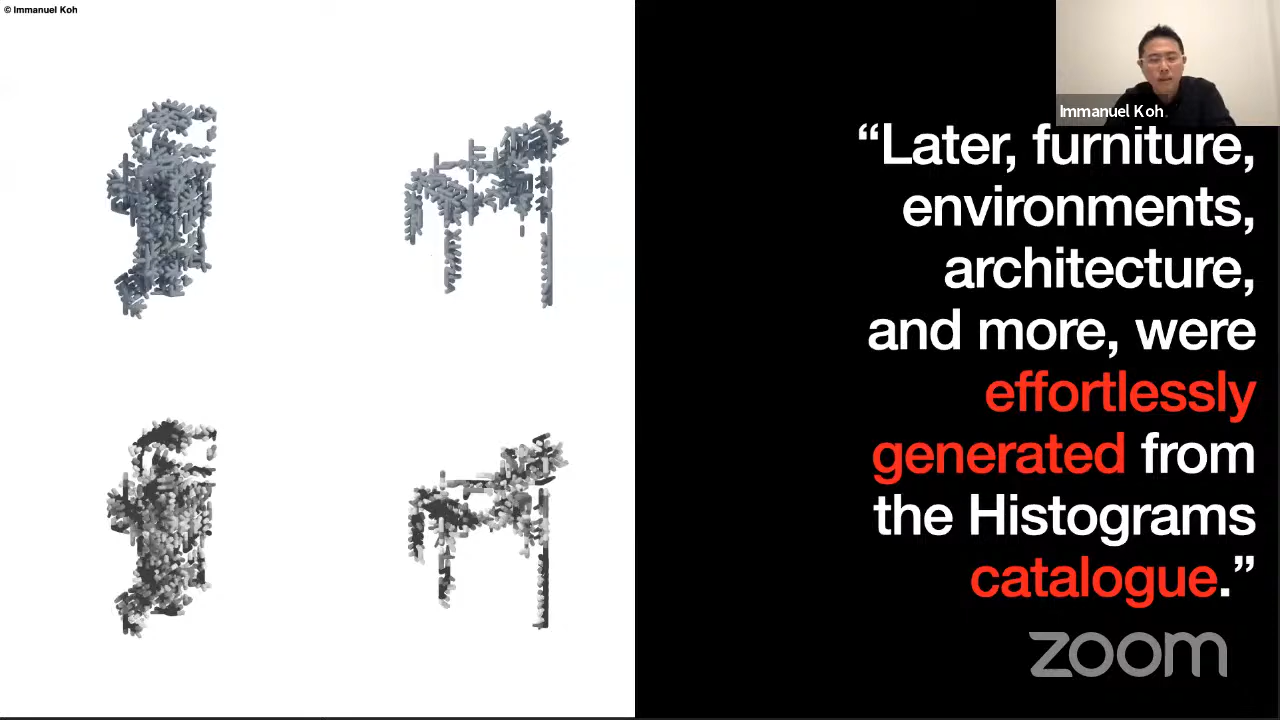 © Immanuel Koh
Immanuel Koh
“Later, furniture,
environments,
architecture,
and more, were
effortlessly
generated from
the Histograms
catalogue.”
zoom